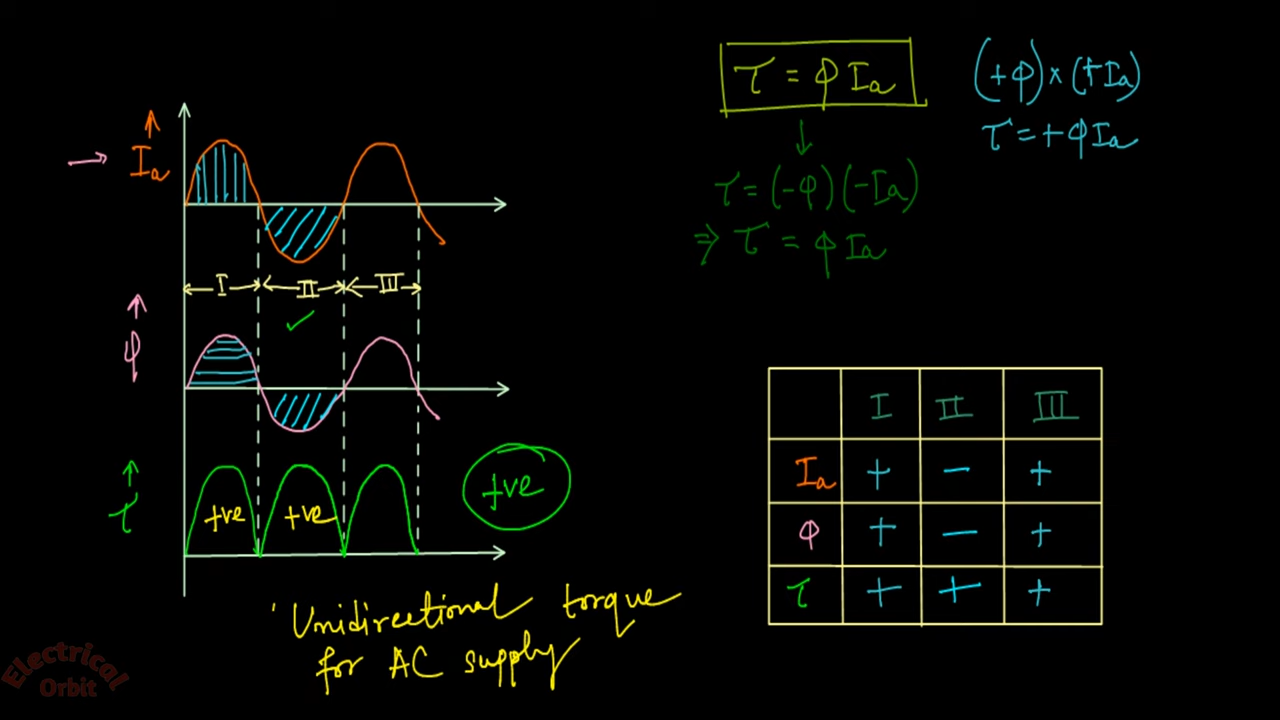 τ = φ Ia
(+φ) × (+Ia)
τ = + φ Ia
τ = (-φ) (-Ia)
⇒ τ = φ Ia
Ia
I II III
φ
τ
+ve +ve
+ve
Unidirectional torque
for AC supply
I II III
Ia + - +
φ + - +
τ + + +
Electrical
Orbit